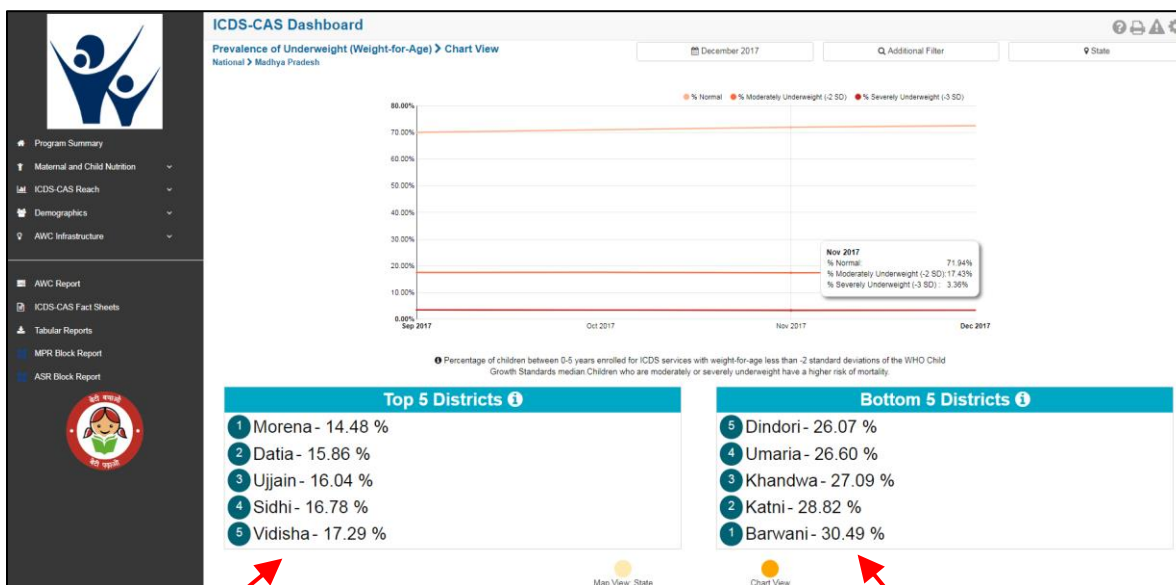 ICDS-CAS Dashboard
Prevalence of Underweight (Weight-for-Age) > Chart View
National > Madhya Pradesh
December 2017
Additional Filter
State
Program Summary
Maternal and Child Nutrition
ICDS-CAS Reach
Demographics
AWC Infrastructure
AWC Report
ICDS-CAS Fact Sheets
Tabular Reports
MPR Block Report
ASR Block Report
बेटी बचाओ
बेटी पढ़ाओ
% Normal % Moderately Underweight (-2 SD) % Severely Underweight (-3 SD)
80.00%
70.00%
60.00%
50.00%
40.00%
30.00%
20.00%
10.00%
0.00%
Sep 2017 Oct 2017 Nov 2017 Dec 2017
Nov 2017
% Normal: 71.94%
% Moderately Underweight (-2 SD): 17.43%
% Severely Underweight (-3 SD) : 3.36%
Percentage of children between 0-5 years enrolled for ICDS services with weight-for-age less than -2 standard deviations of the WHO Child
Growth Standards median.Children who are moderately or severely underweight have a higher risk of mortality.
Top 5 Districts
1 Morena - 14.48 %
2 Datia - 15.86 %
3 Ujjain - 16.04 %
4 Sidhi - 16.78 %
5 Vidisha - 17.29 %
Bottom 5 Districts
5 Dindori - 26.07 %
4 Umaria - 26.60 %
3 Khandwa - 27.09 %
2 Katni - 28.82 %
1 Barwani - 30.49 %
Map View: State
Chart View